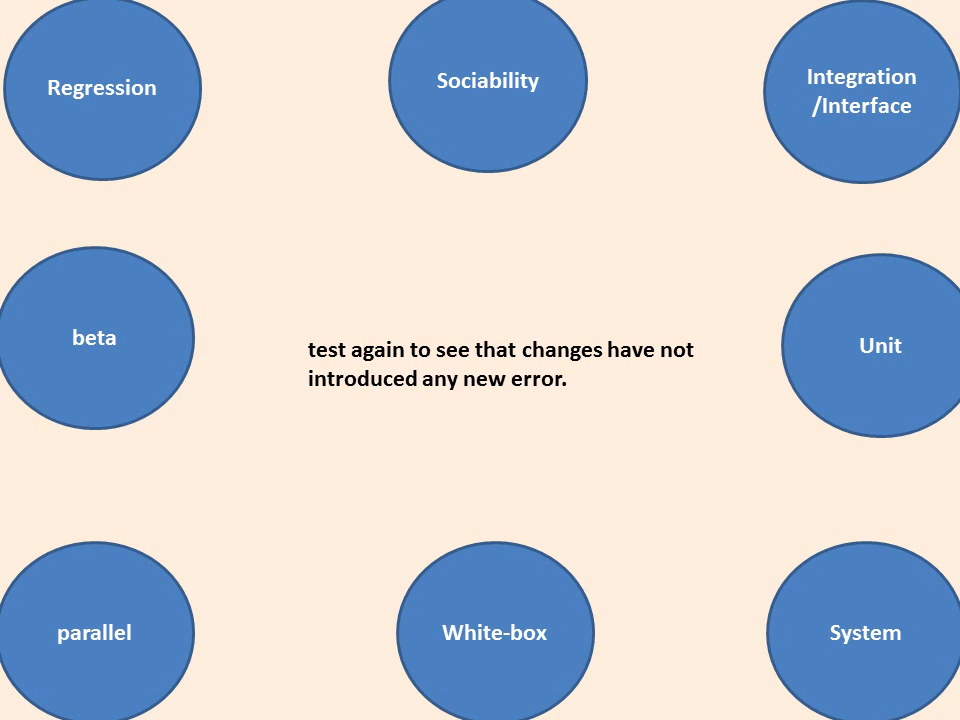 Regression
Sociability
Integration
/Interface
beta
test again to see that changes have not
introduced any new error.
Unit
parallel
White-box
System